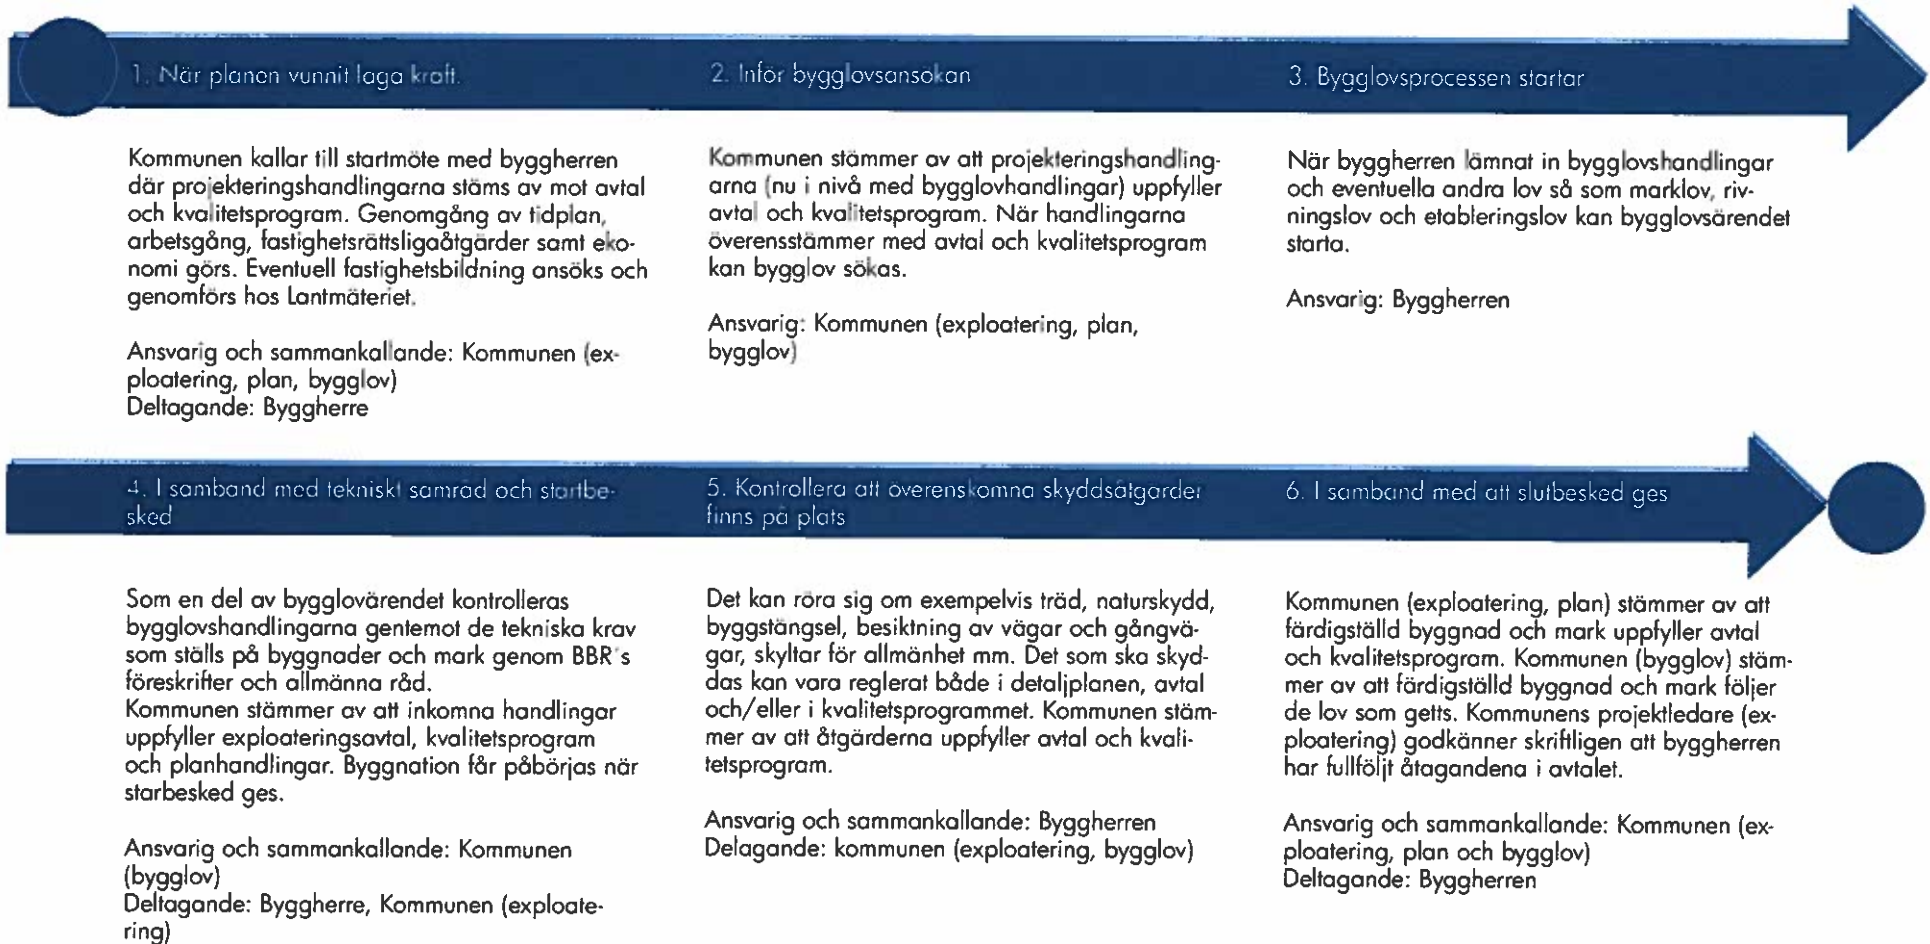 1. När planen vunnit laga kraft.
Kommunen kallar till startmöte med byggherren
där projekteringshandlingarna stäms av mot avtal
och kvalitetsprogram. Genomgång av tidplan,
arbetsgång, fastighetsrättsligaåtgärder samt eko-
nomi görs. Eventuell fastighetsbildning ansöks och
genomförs hos Lantmäteriet.
Ansvarig och sammankallande: Kommunen (ex-
ploatering, plan, bygglov)
Deltagande: Byggherre
2. Inför bygglovsansökan
Kommunen stämmer av att projekteringshandling-
arna (nu i nivå med bygglovhandlingar) uppfyller
avtal och kvalitetsprogram. När handlingarna
överensstämmer med avtal och kvalitetsprogram
kan bygglov sökas.
Ansvarig: Kommunen (exploatering, plan,
bygglov)
3. Bygglovsprocessen startar
När byggherren lämnat in bygglovshandlingar
och eventuella andra lov så som marklov, riv-
ningslov och etableringslov kan bygglovsärendet
starta.
Ansvarig: Byggherren
4. I samband med tekniskt samråd och startbe-
sked
Som en del av bygglovärendet kontrolleras
bygglovshandlingarna gentemot de tekniska krav
som ställs på byggnader och mark genom BBR's
föreskrifter och allmänna råd.
Kommunen stämmer av att inkomna handlingar
uppfyller exploateringsavtal, kvalitetsprogram
och planhandlingar. Byggnation får påbörjas när
starbesked ges.
Ansvarig och sammankallande: Kommunen
(bygglov)
Deltagande: Byggherre, Kommunen (exploate-
ring)
5. Kontrollera att överenskomna skyddsåtgärder
finns på plats
Det kan röra sig om exempelvis träd, naturskydd,
byggstängsel, besiktning av vägar och gångvä-
gar, skyltar för allmänhet mm. Det som ska skyd-
das kan vara reglerat både i detaljplanen, avtal
och/eller i kvalitetsprogrammet. Kommunen stäm-
mer av att åtgärderna uppfyller avtal och kvali-
tetsprogram.
Ansvarig och sammankallande: Byggherren
Delagande: kommunen (exploatering, bygglov)
6. I samband med att slutbesked ges
Kommunen (exploatering, plan) stämmer av att
färdigställd byggnad och mark uppfyller avtal
och kvalitetsprogram. Kommunen (bygglov) stäm-
mer av att färdigställd byggnad och mark följer
de lov som getts. Kommunens projektledare (ex-
ploatering) godkänner skriftligen att byggherren
har fullföljt åtagandena i avtalet.
Ansvarig och sammankallande: Kommunen (ex-
ploatering, plan och bygglov)
Deltagande: Byggherren